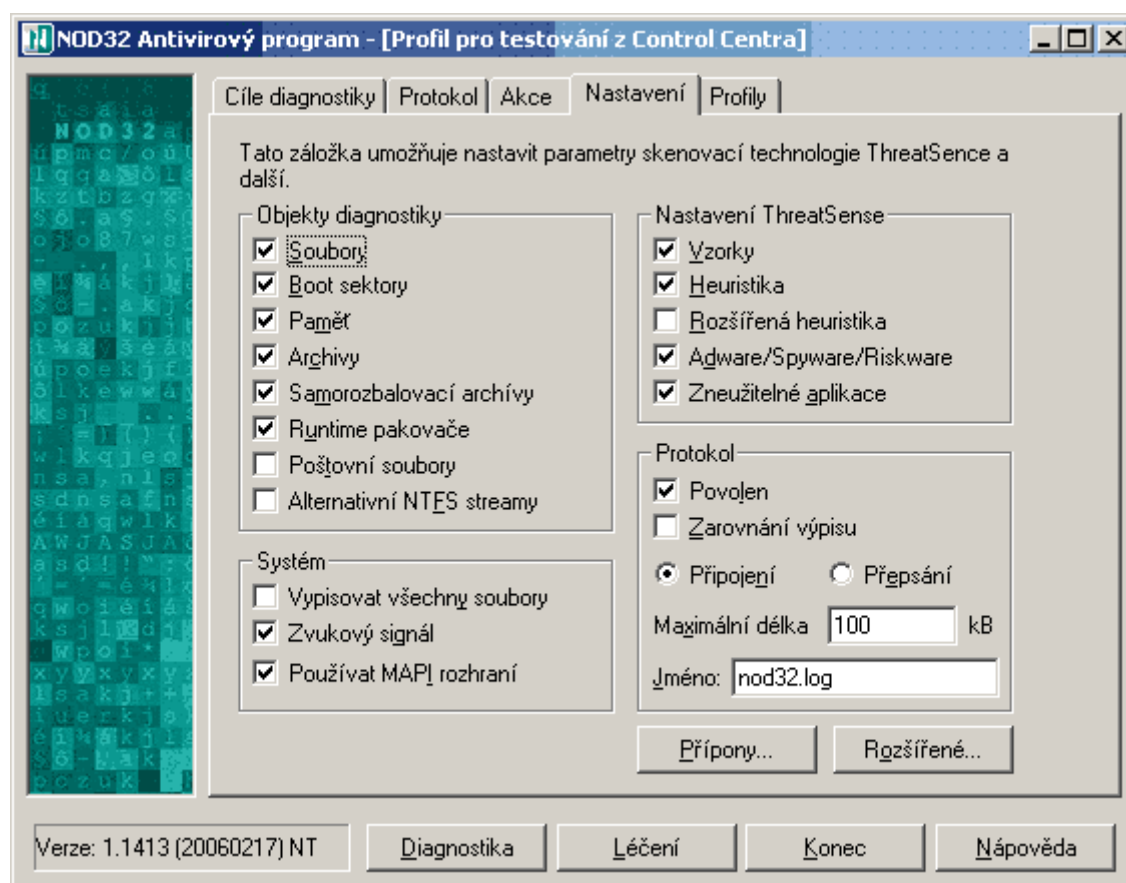 NOD32 Antivirový program - [Profil pro testování z Control Centra]
NOD32
Cíle diagnostiky
Protokol
Akce
Nastavení
Profily
Tato záložka umožňuje nastavit parametry skenovací technologie ThreatSence a
další.
Objekty diagnostiky
Soubory
Boot sektory
Paměť
Archivy
Samorozbalovací archívy
Runtime pakovače
Poštovní soubory
Alternativní NTFS streamy
Systém
Vypisovat všechny soubory
Zvukový signál
Používat MAPI rozhraní
Nastavení ThreatSense
Vzorky
Heuristika
Rozšířená heuristika
Adware/Spyware/Riskware
Zneužitelné aplikace
Protokol
Povolen
Zarovnání výpisu
Připojení
Přepsání
Maximální délka 100 kB
Jméno: nod32.log
Přípony...
Rozšířené...
Verze: 1.1413 (20060217) NT
Diagnostika
Léčení
Konec
Nápověda